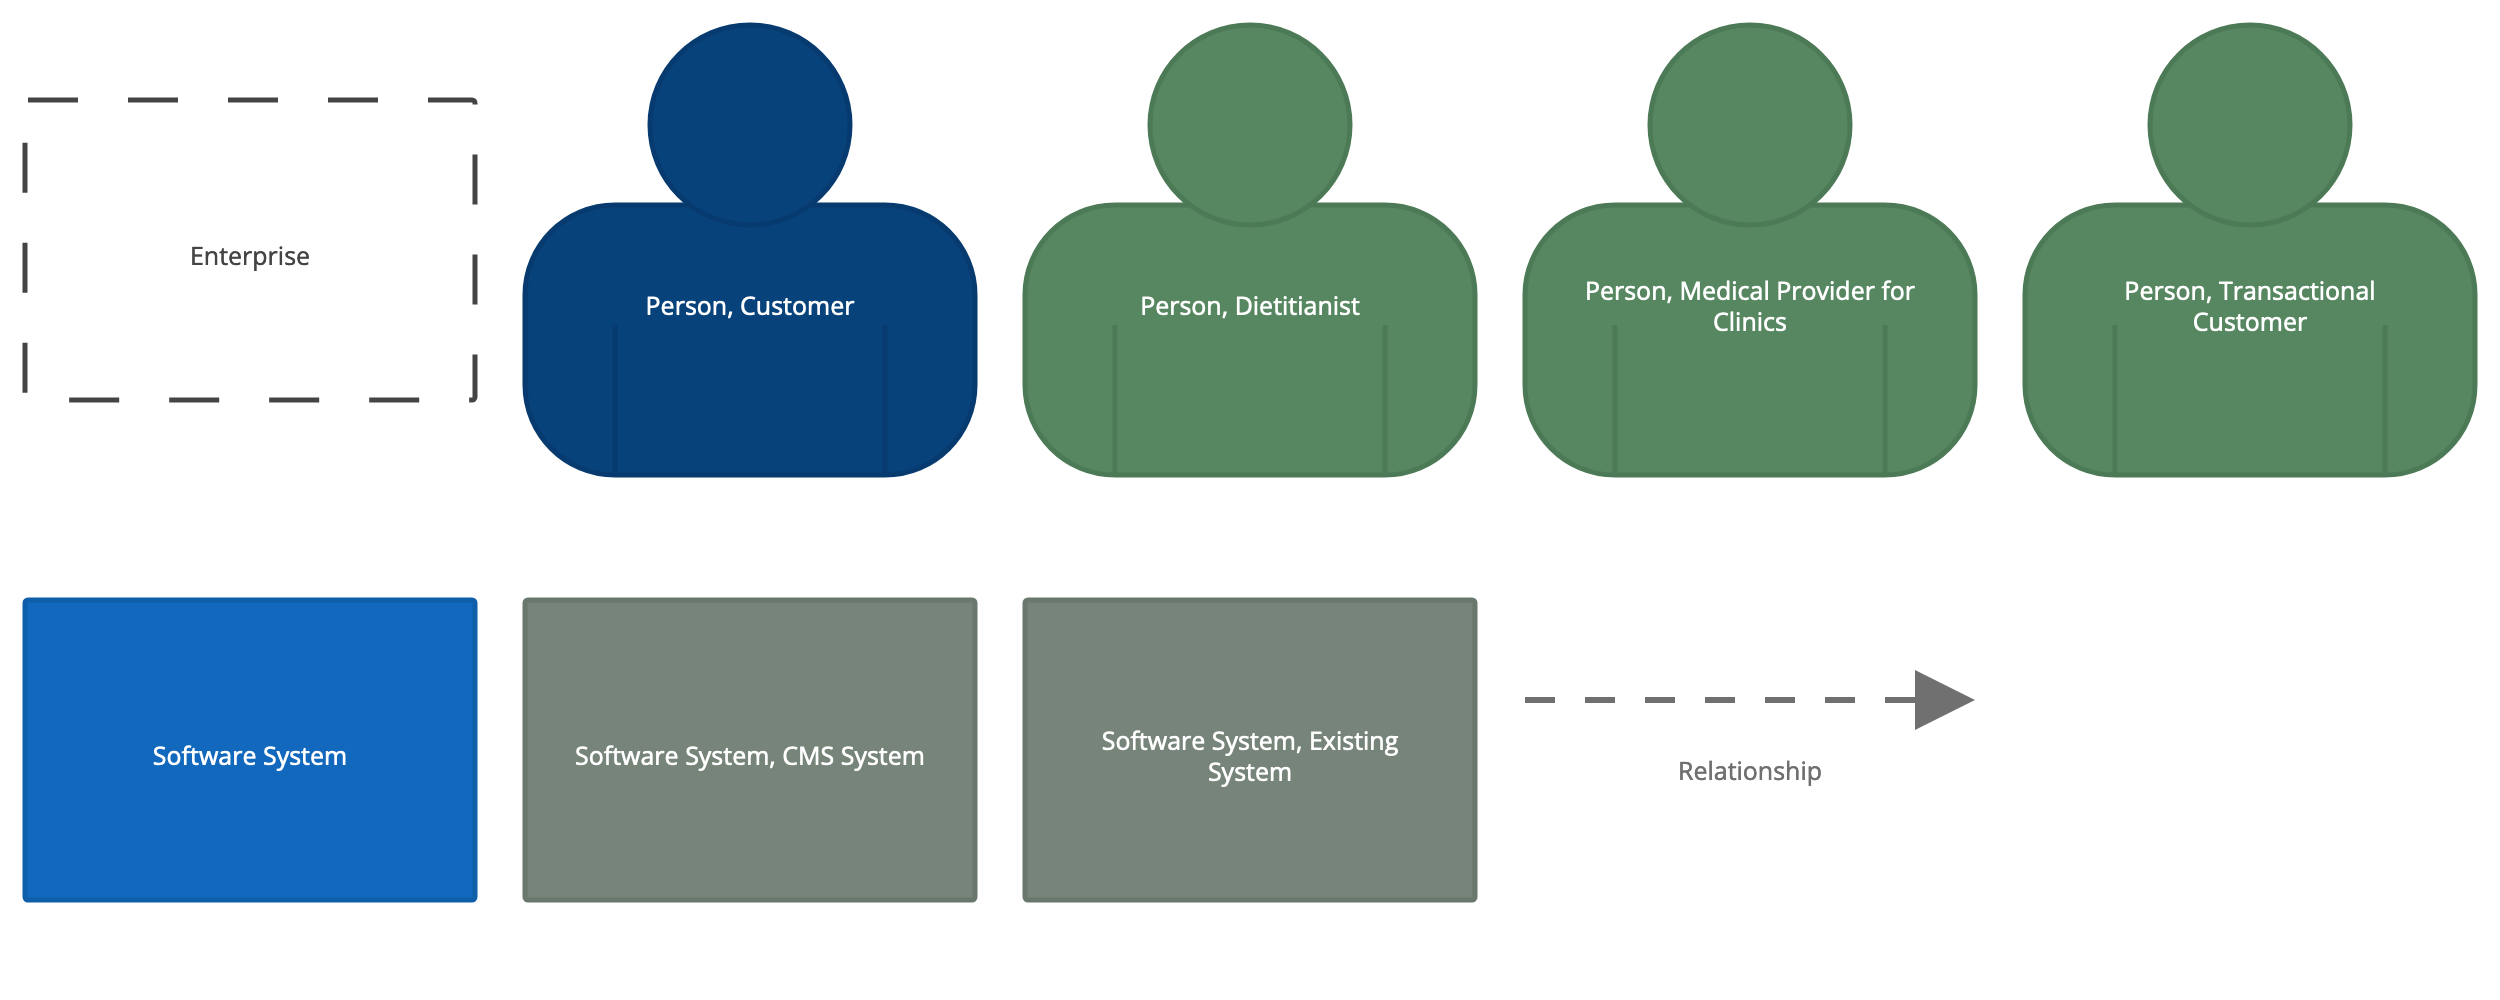 Enterprise
Person, Customer
Person, Dietitianist
Person, Medical Provider for
Clinics
Person, Transactional
Customer
Software System
Software System, CMS System
Software System, Existing
System
Relationship